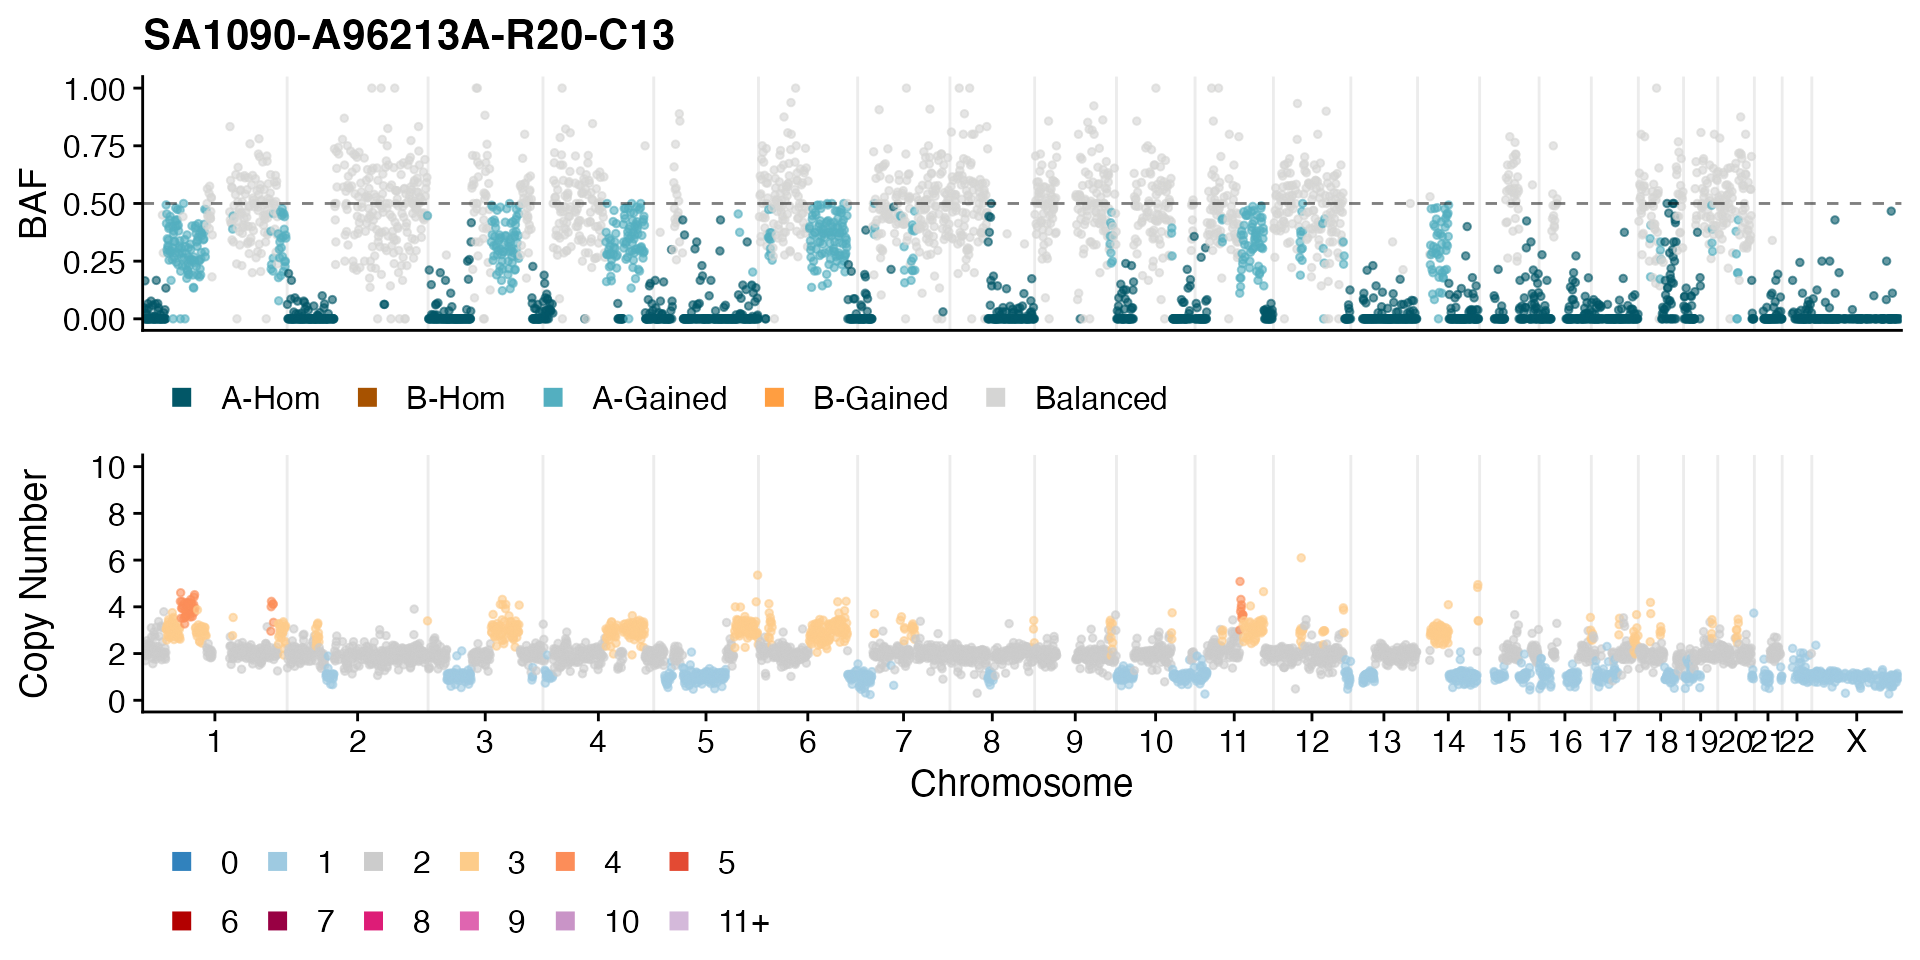 SA1090-A96213A-R20-C13
1.00
0.75
0.50
0.25
0.00
BAF
A-Hom B-Hom A-Gained B-Gained Balanced
10
8
6
4
2
0
Copy Number
1 2 3 4 5 6 7 8 9 10 11 12 13 14 15 16 17 18 19 20 21 22 X
Chromosome
0 1 2 3 4 5
6 7 8 9 10 11+